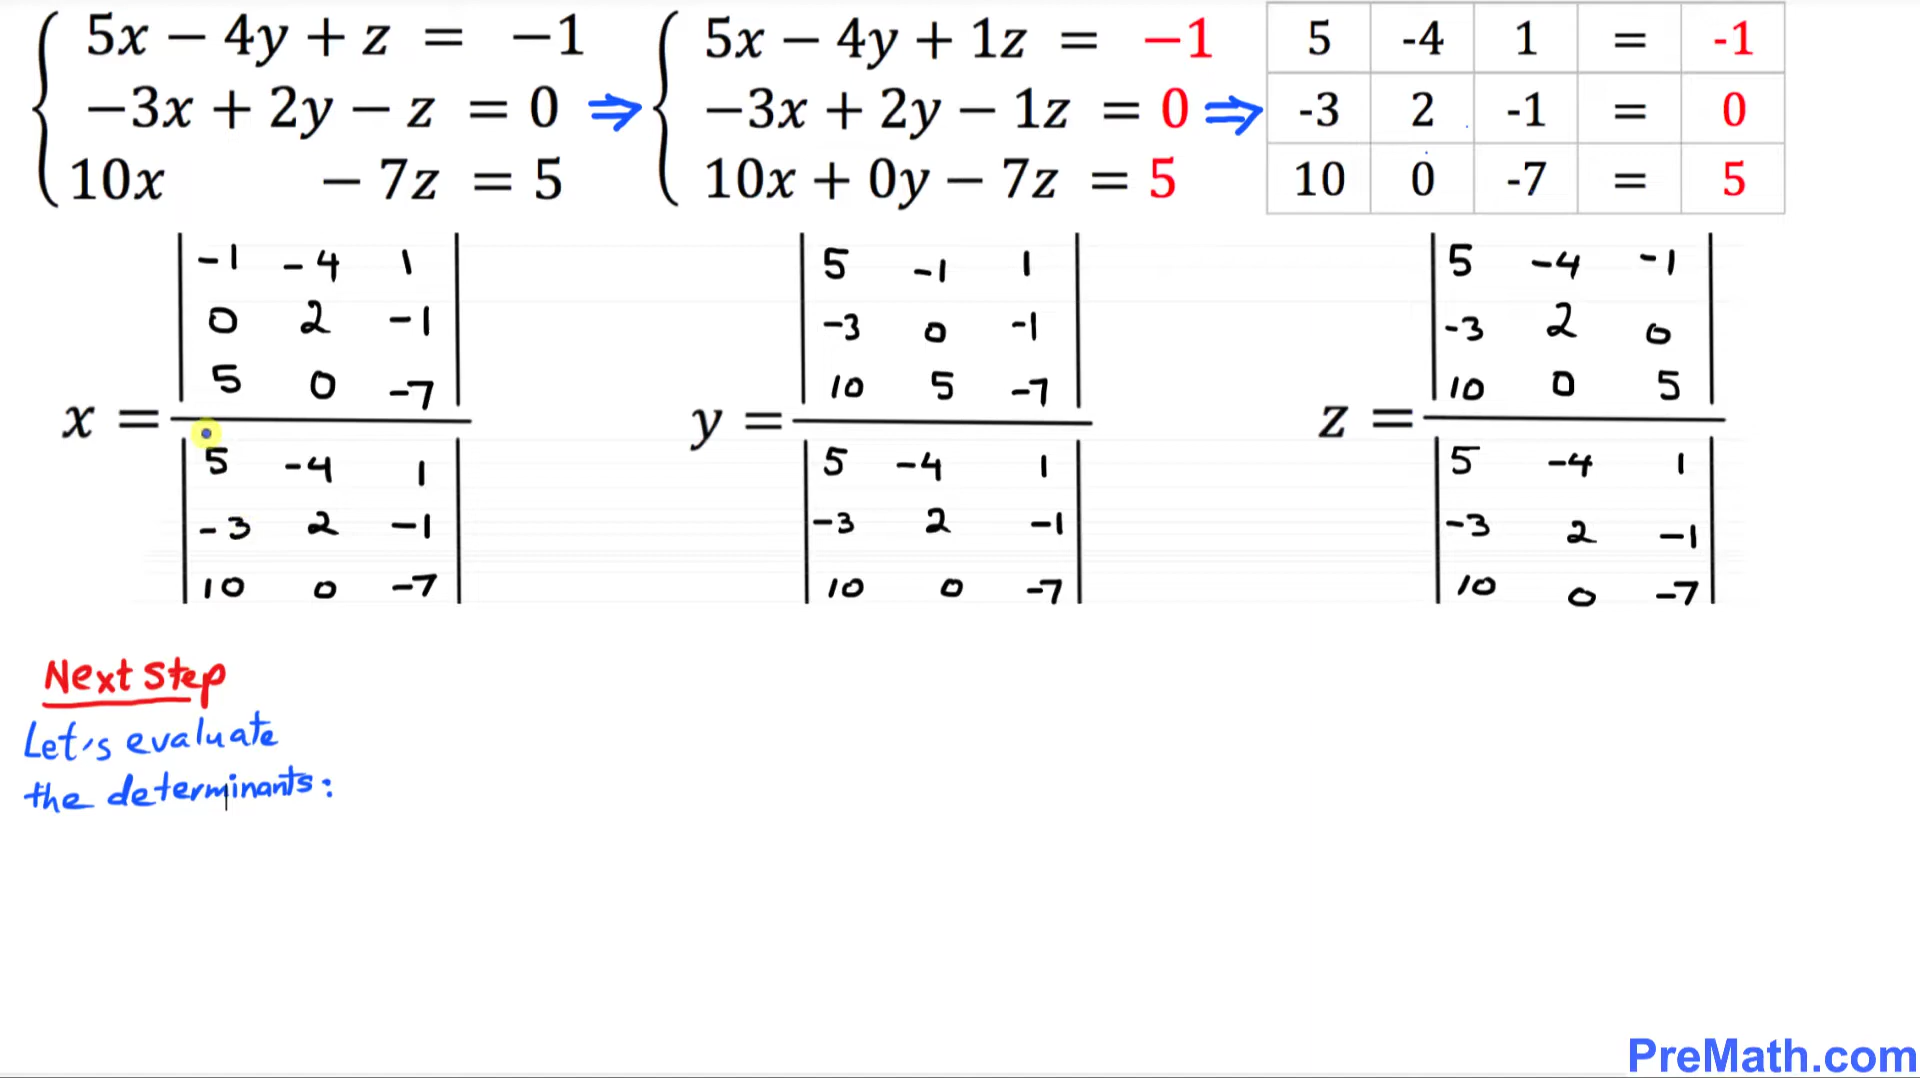 5x − 4y + z = −1
−3x + 2y − z = 0
10x − 7z = 5
⇒
5x − 4y + 1z = −1
−3x + 2y − 1z = 0
10x + 0y − 7z = 5
⇒
5 -4 1 = -1
-3 2 -1 = 0
10 0 -7 = 5
x =
-1 -4 1
0 2 -1
5 0 -7
5 -4 1
-3 2 -1
10 0 -7
y =
5 -1 1
-3 0 -1
10 5 -7
5 -4 1
-3 2 -1
10 0 -7
z =
5 -4 -1
-3 2 0
10 0 5
5 -4 1
-3 2 -1
10 0 -7
Next Step
Let's evaluate
the determinants:
PreMath.com